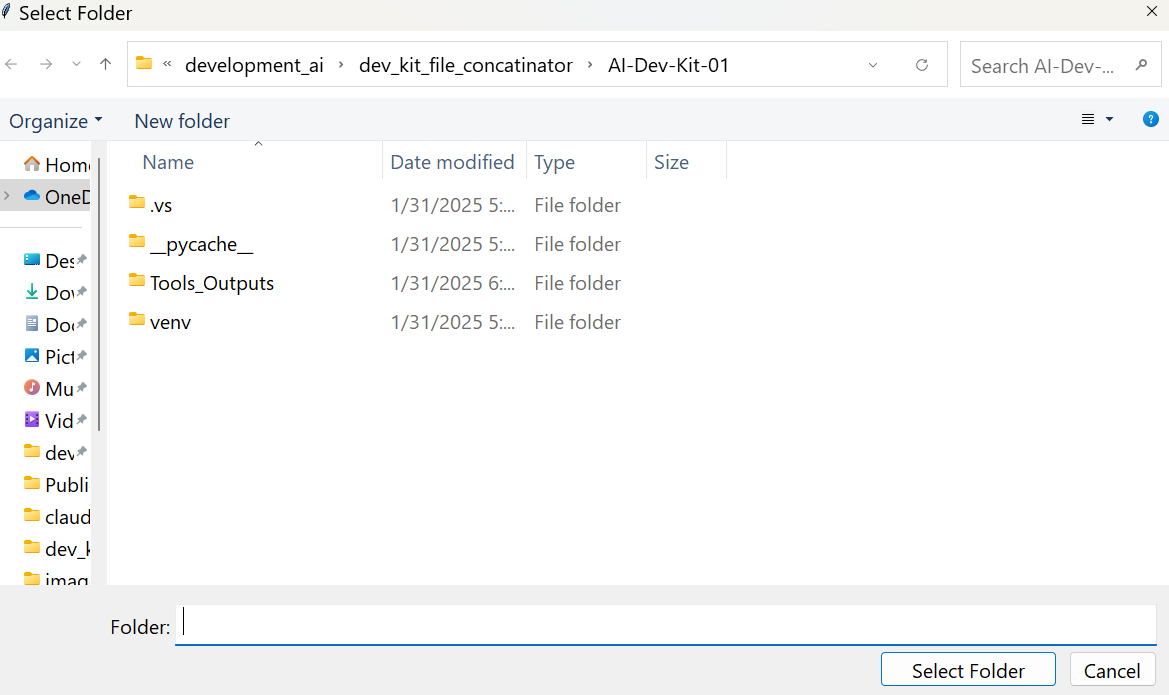 Select Folder
« development_ai › dev_kit_file_concatinator › AI-Dev-Kit-01
Search AI-Dev-...
Organize
New folder
Name Date modified Type Size
.vs 1/31/2025 5:... File folder
__pycache__ 1/31/2025 5:... File folder
Tools_Outputs 1/31/2025 6:... File folder
venv 1/31/2025 5:... File folder
Home
OneD
Des
Dov
Doc
Pict
Mu
Vid
dev
Publi
claud
dev_k
imag
Folder:
Select Folder Cancel